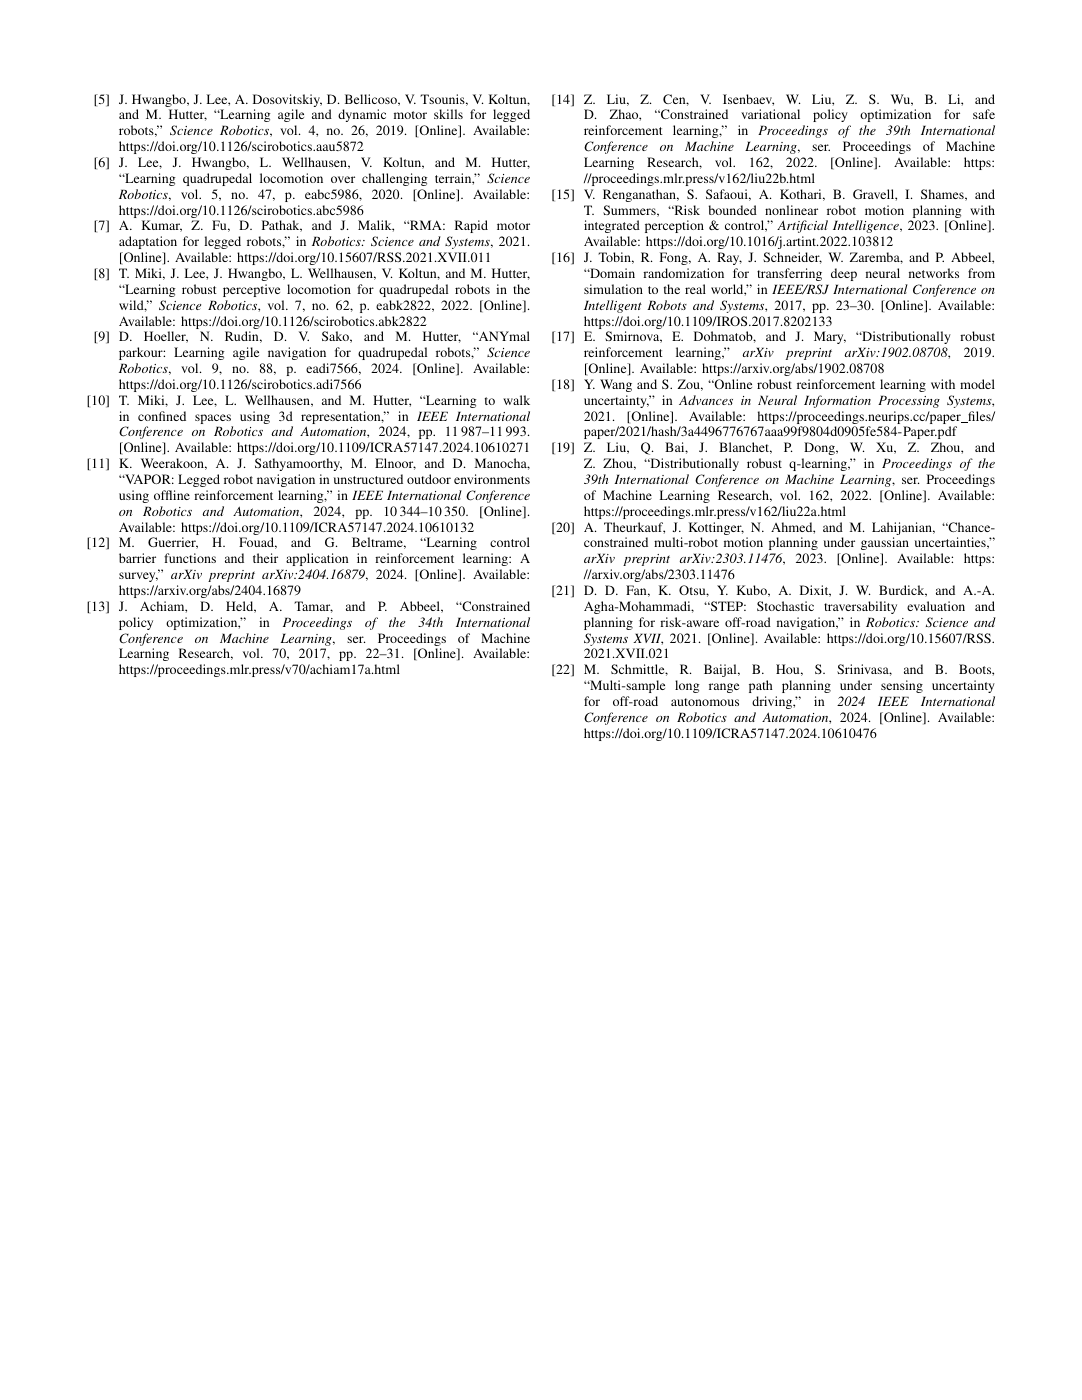 [5] J. Hwangbo, J. Lee, A. Dosovitskiy, D. Bellicoso, V. Tsounis, V. Koltun,
and M. Hutter, “Learning agile and dynamic motor skills for legged
robots,” Science Robotics, vol. 4, no. 26, 2019. [Online]. Available:
https://doi.org/10.1126/scirobotics.aau5872
[6] J. Lee, J. Hwangbo, L. Wellhausen, V. Koltun, and M. Hutter,
“Learning quadrupedal locomotion over challenging terrain,” Science
Robotics, vol. 5, no. 47, p. eabc5986, 2020. [Online]. Available:
https://doi.org/10.1126/scirobotics.abc5986
[7] A. Kumar, Z. Fu, D. Pathak, and J. Malik, “RMA: Rapid motor
adaptation for legged robots,” in Robotics: Science and Systems, 2021.
[Online]. Available: https://doi.org/10.15607/RSS.2021.XVII.011
[8] T. Miki, J. Lee, J. Hwangbo, L. Wellhausen, V. Koltun, and M. Hutter,
“Learning robust perceptive locomotion for quadrupedal robots in the
wild,” Science Robotics, vol. 7, no. 62, p. eabk2822, 2022. [Online].
Available: https://doi.org/10.1126/scirobotics.abk2822
[9] D. Hoeller, N. Rudin, D. V. Sako, and M. Hutter, “ANYmal
parkour: Learning agile navigation for quadrupedal robots,” Science
Robotics, vol. 9, no. 88, p. eadi7566, 2024. [Online]. Available:
https://doi.org/10.1126/scirobotics.adi7566
[10] T. Miki, J. Lee, L. Wellhausen, and M. Hutter, “Learning to walk
in confined spaces using 3d representation,” in IEEE International
Conference on Robotics and Automation, 2024, pp. 11 987–11 993.
[Online]. Available: https://doi.org/10.1109/ICRA57147.2024.10610271
[11] K. Weerakoon, A. J. Sathyamoorthy, M. Elnoor, and D. Manocha,
“VAPOR: Legged robot navigation in unstructured outdoor environments
using offline reinforcement learning,” in IEEE International Conference
on Robotics and Automation, 2024, pp. 10 344–10 350. [Online].
Available: https://doi.org/10.1109/ICRA57147.2024.10610132
[12] M. Guerrier, H. Fouad, and G. Beltrame, “Learning control
barrier functions and their application in reinforcement learning: A
survey,” arXiv preprint arXiv:2404.16879, 2024. [Online]. Available:
https://arxiv.org/abs/2404.16879
[13] J. Achiam, D. Held, A. Tamar, and P. Abbeel, “Constrained
policy optimization,” in Proceedings of the 34th International
Conference on Machine Learning, ser. Proceedings of Machine
Learning Research, vol. 70, 2017, pp. 22–31. [Online]. Available:
https://proceedings.mlr.press/v70/achiam17a.html
[14] Z. Liu, Z. Cen, V. Isenbaev, W. Liu, Z. S. Wu, B. Li, and
D. Zhao, “Constrained variational policy optimization for safe
reinforcement learning,” in Proceedings of the 39th International
Conference on Machine Learning, ser. Proceedings of Machine
Learning Research, vol. 162, 2022. [Online]. Available: https:
//proceedings.mlr.press/v162/liu22b.html
[15] V. Renganathan, S. Safaoui, A. Kothari, B. Gravell, I. Shames, and
T. Summers, “Risk bounded nonlinear robot motion planning with
integrated perception & control,” Artificial Intelligence, 2023. [Online].
Available: https://doi.org/10.1016/j.artint.2022.103812
[16] J. Tobin, R. Fong, A. Ray, J. Schneider, W. Zaremba, and P. Abbeel,
“Domain randomization for transferring deep neural networks from
simulation to the real world,” in IEEE/RSJ International Conference on
Intelligent Robots and Systems, 2017, pp. 23–30. [Online]. Available:
https://doi.org/10.1109/IROS.2017.8202133
[17] E. Smirnova, E. Dohmatob, and J. Mary, “Distributionally robust
reinforcement learning,” arXiv preprint arXiv:1902.08708, 2019.
[Online]. Available: https://arxiv.org/abs/1902.08708
[18] Y. Wang and S. Zou, “Online robust reinforcement learning with model
uncertainty,” in Advances in Neural Information Processing Systems,
2021. [Online]. Available: https://proceedings.neurips.cc/paper_files/
paper/2021/hash/3a4496776767aaa99f9804d0905fe584-Paper.pdf
[19] Z. Liu, Q. Bai, J. Blanchet, P. Dong, W. Xu, Z. Zhou, and
Z. Zhou, “Distributionally robust q-learning,” in Proceedings of the
39th International Conference on Machine Learning, ser. Proceedings
of Machine Learning Research, vol. 162, 2022. [Online]. Available:
https://proceedings.mlr.press/v162/liu22a.html
[20] A. Theurkauf, J. Kottinger, N. Ahmed, and M. Lahijanian, “Chance-
constrained multi-robot motion planning under gaussian uncertainties,”
arXiv preprint arXiv:2303.11476, 2023. [Online]. Available: https:
//arxiv.org/abs/2303.11476
[21] D. D. Fan, K. Otsu, Y. Kubo, A. Dixit, J. W. Burdick, and A.-A.
Agha-Mohammadi, “STEP: Stochastic traversability evaluation and
planning for risk-aware off-road navigation,” in Robotics: Science and
Systems XVII, 2021. [Online]. Available: https://doi.org/10.15607/RSS.
2021.XVII.021
[22] M. Schmittle, R. Baijal, B. Hou, S. Srinivasa, and B. Boots,
“Multi-sample long range path planning under sensing uncertainty
for off-road autonomous driving,” in 2024 IEEE International
Conference on Robotics and Automation, 2024. [Online]. Available:
https://doi.org/10.1109/ICRA57147.2024.10610476